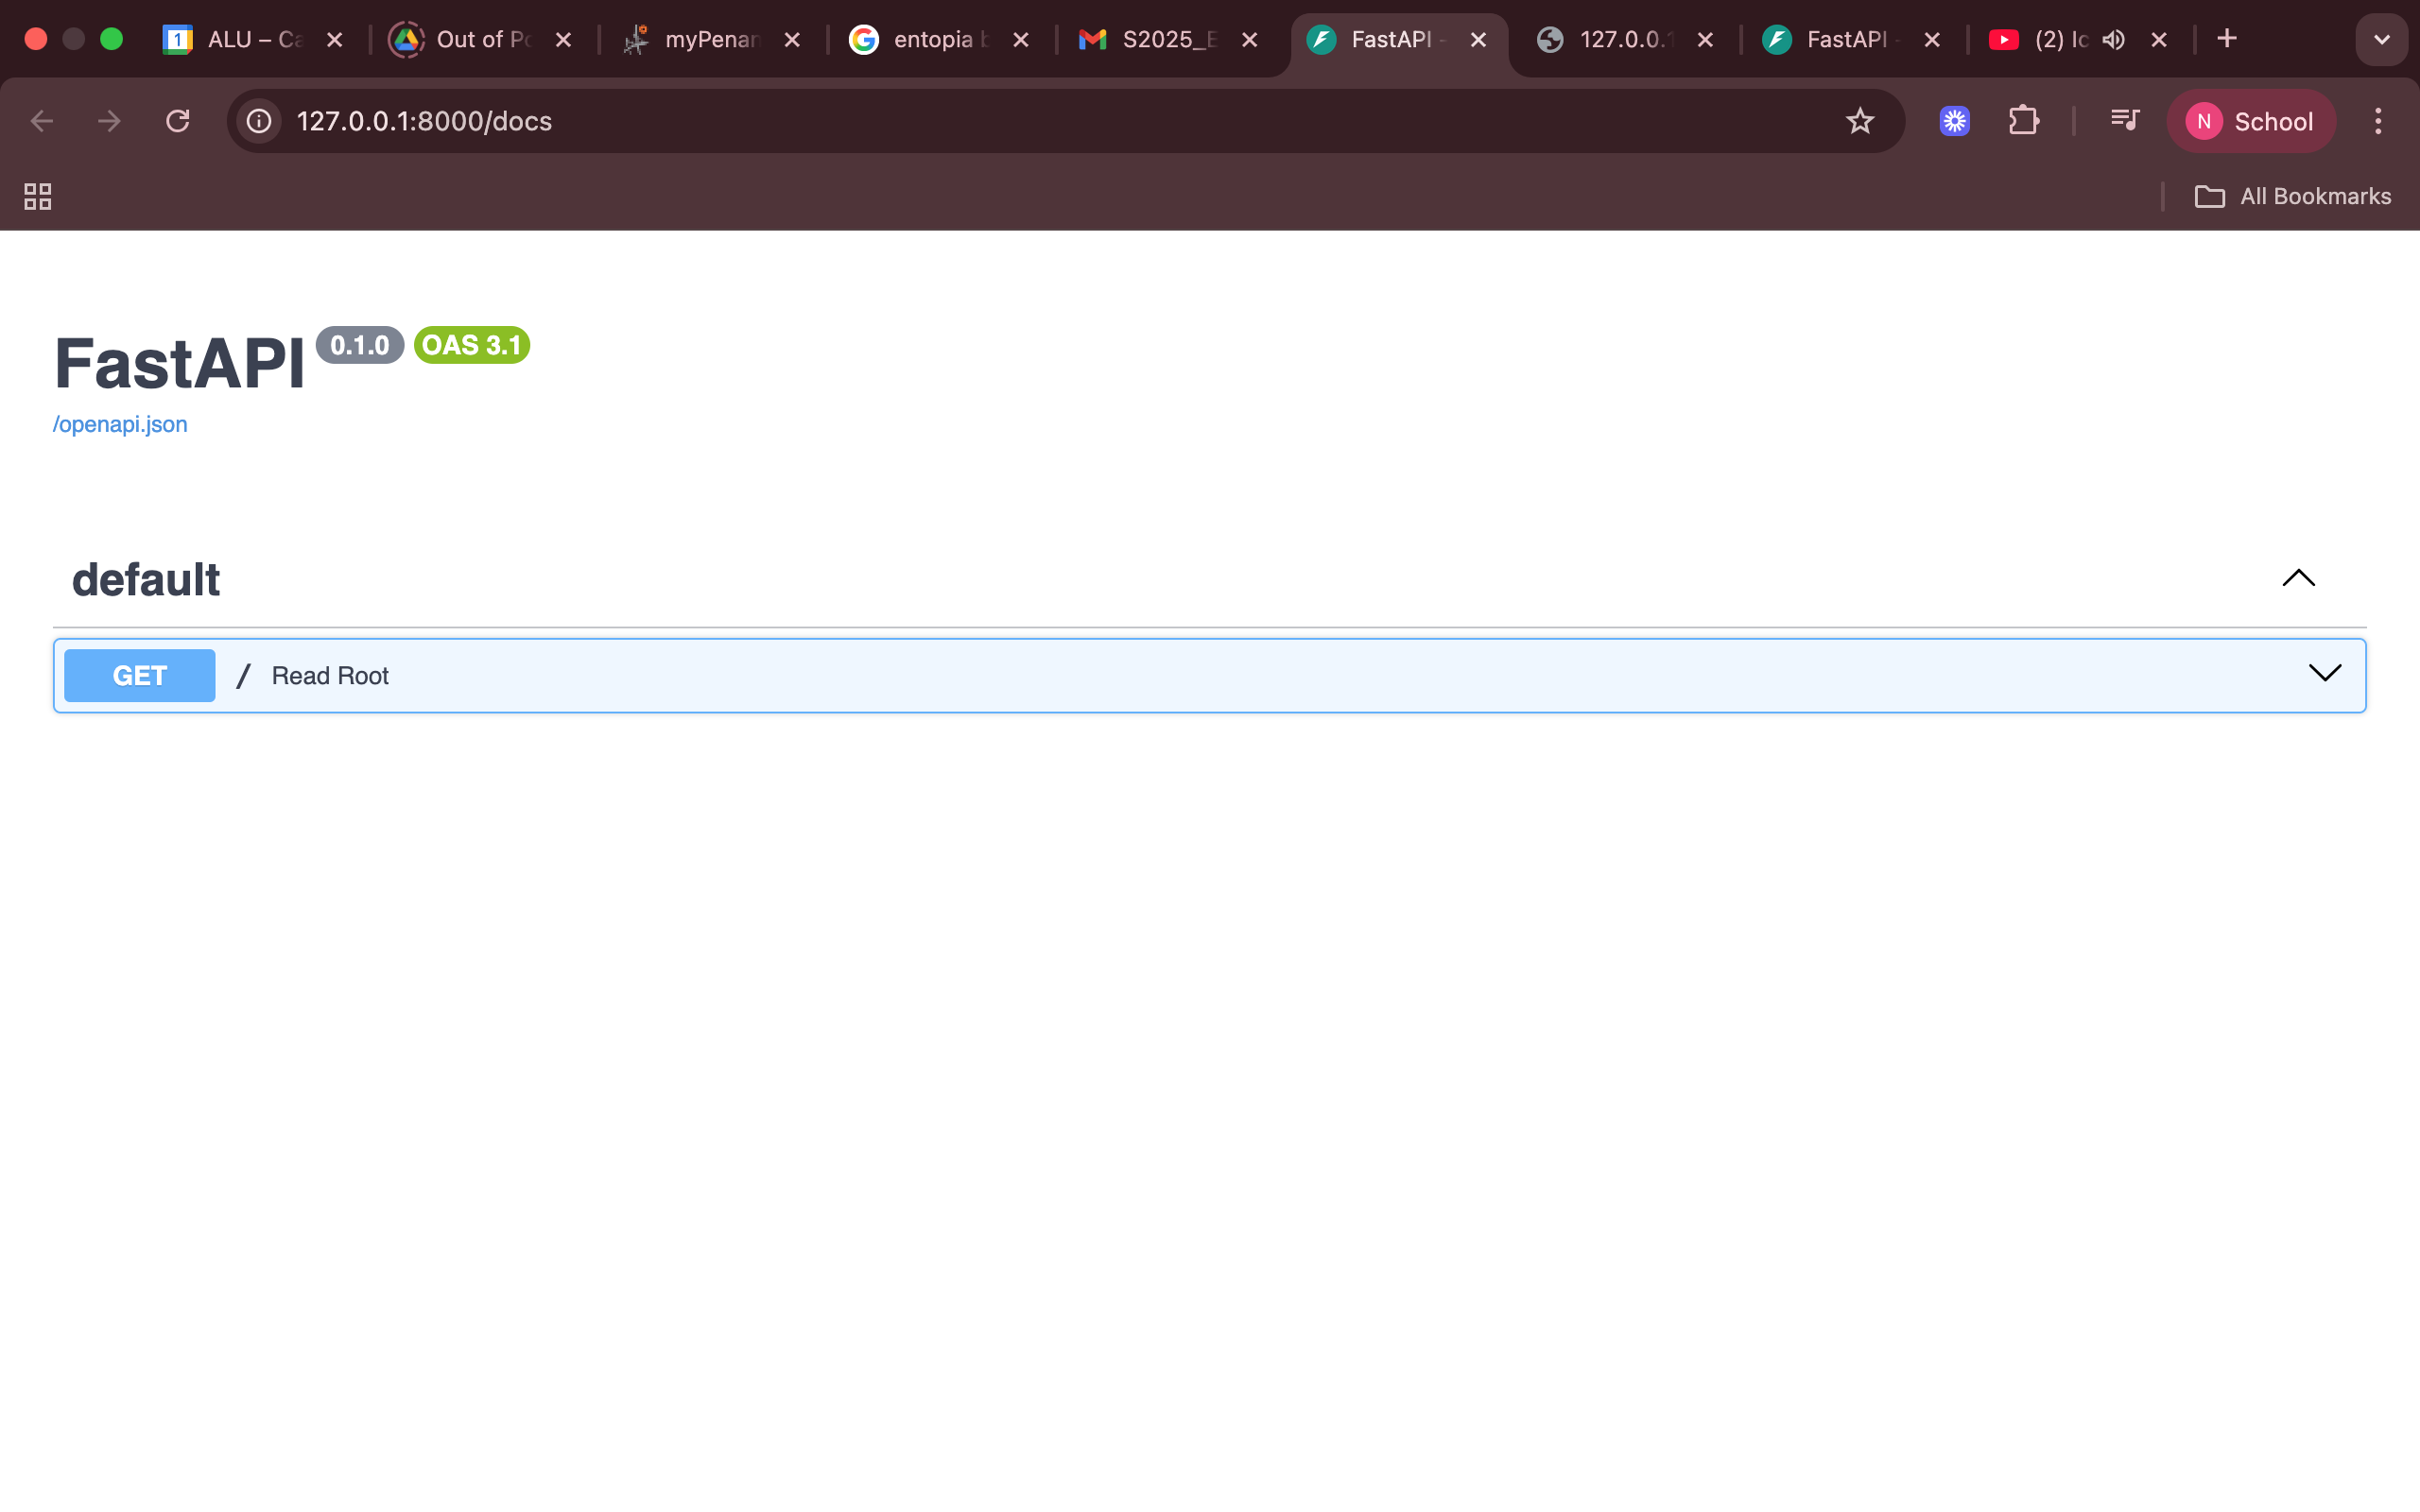 1 ALU – Ca
Out of Po
myPenan
entopia b
S2025_E
FastAPI -
127.0.0.1
FastAPI -
(2) Ic
127.0.0.1:8000/docs
N School
All Bookmarks
FastAPI 0.1.0 OAS 3.1
/openapi.json
default
GET / Read Root